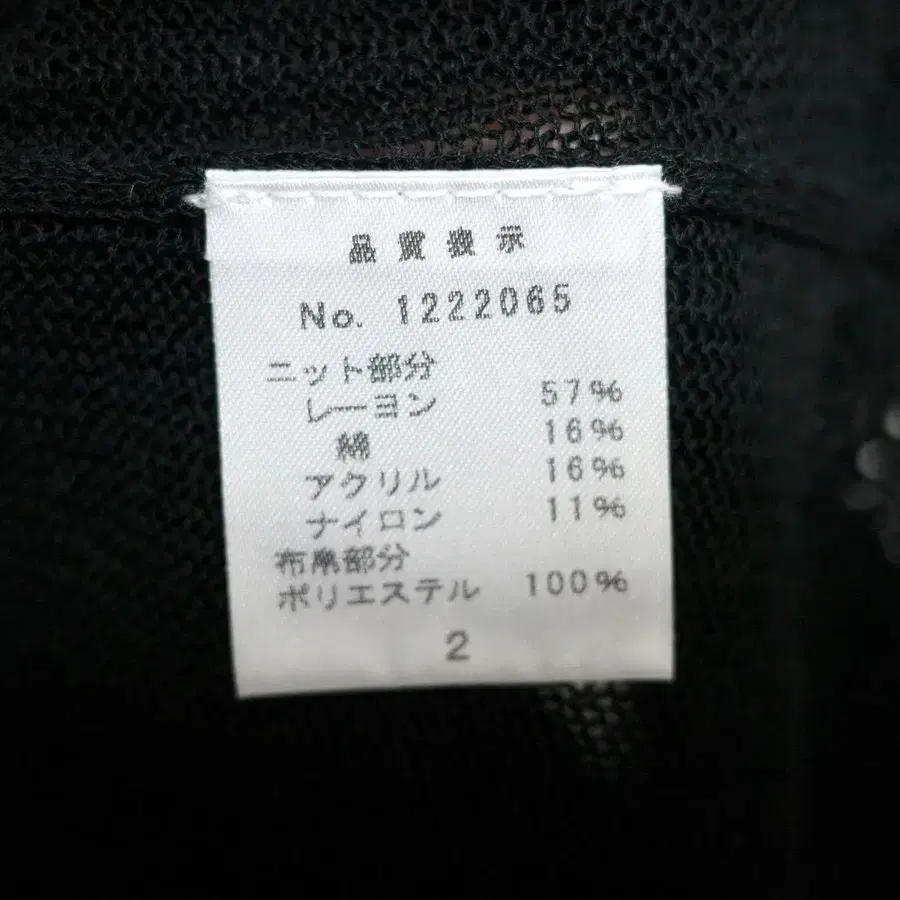 品質表示
No. 1222065
ニット部分
レーヨン 57%
綿 16%
アクリル 16%
ナイロン 11%
布帛部分
ポリエステル 100%
2